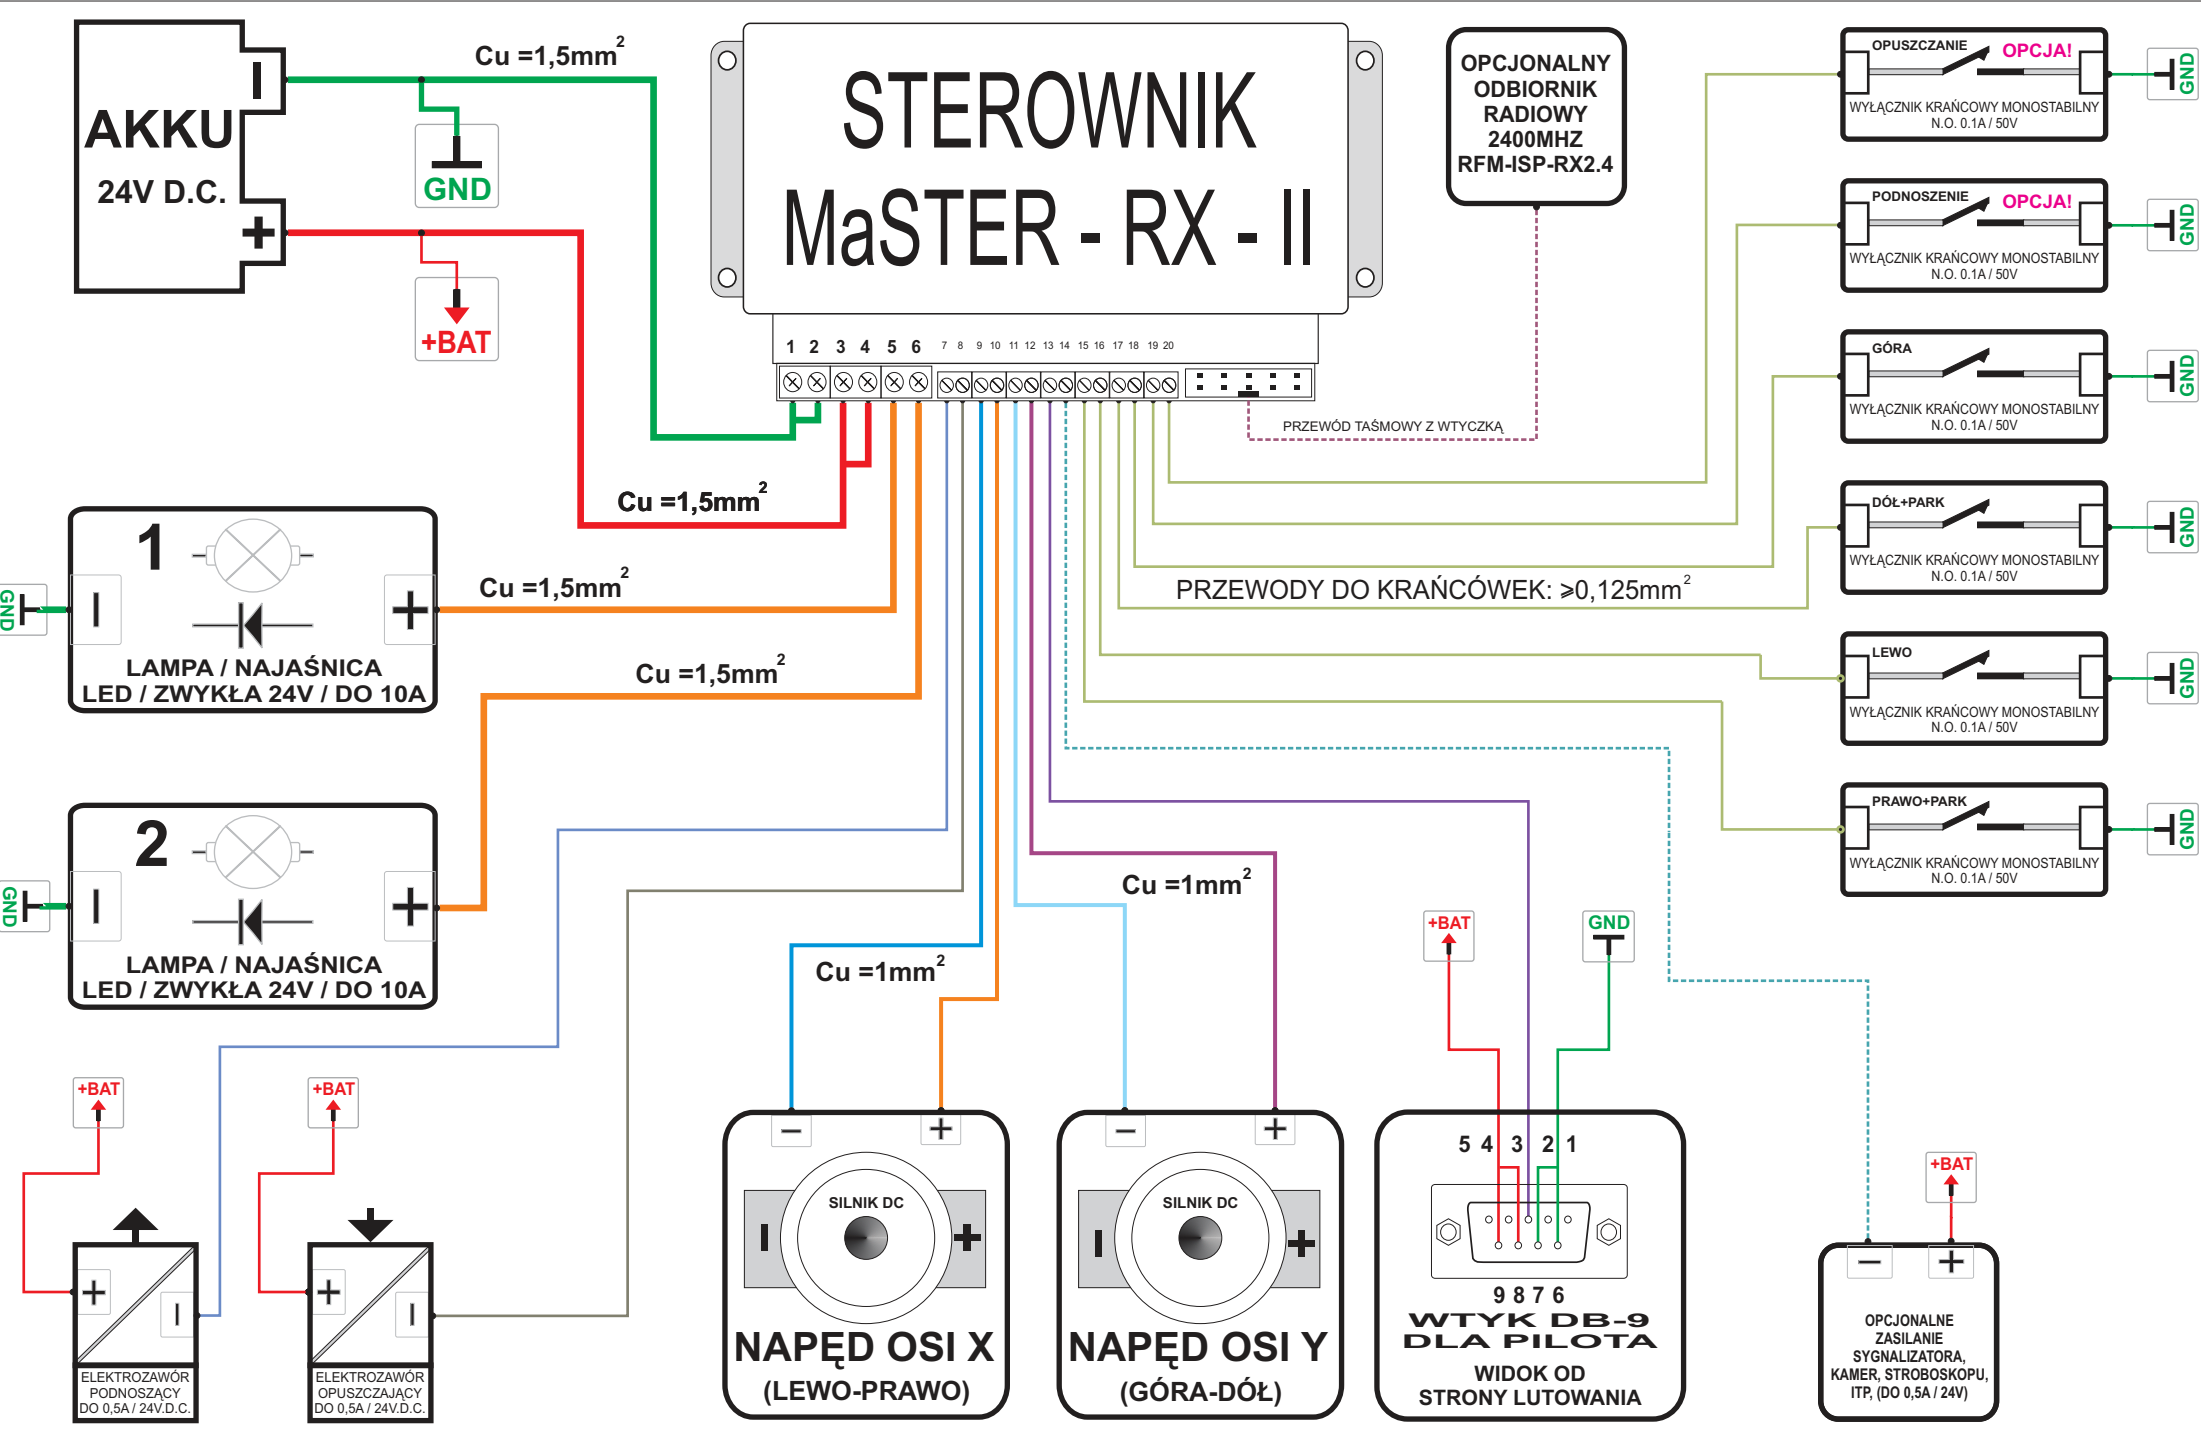 AKKU
24V D.C.
Cu =1,5mm²
GND
+BAT
STEROWNIK
MaSTER - RX - II
1 2 3 4 5 6 7 8 9 10 11 12 13 14 15 16 17 18 19 20
OPCJONALNY
ODBIORNIK
RADIOWY
2400MHZ
RFM-ISP-RX2.4
PRZEWÓD TAŚMOWY Z WTYCZKĄ
OPUSZCZANIE OPCJA!
WYŁĄCZNIK KRAŃCOWY MONOSTABILNY
N.O. 0.1A / 50V
GND
PODNOSZENIE OPCJA!
WYŁĄCZNIK KRAŃCOWY MONOSTABILNY
N.O. 0.1A / 50V
GND
GÓRA
WYŁĄCZNIK KRAŃCOWY MONOSTABILNY
N.O. 0.1A / 50V
GND
DÓŁ+PARK
WYŁĄCZNIK KRAŃCOWY MONOSTABILNY
N.O. 0.1A / 50V
GND
LEWO
WYŁĄCZNIK KRAŃCOWY MONOSTABILNY
N.O. 0.1A / 50V
GND
PRAWO+PARK
WYŁĄCZNIK KRAŃCOWY MONOSTABILNY
N.O. 0.1A / 50V
GND
PRZEWODY DO KRAŃCÓWEK: ⩾0,125mm²
Cu =1,5mm²
GND
1
LAMPA / NAJAŚNICA
LED / ZWYKŁA 24V / DO 10A
Cu =1,5mm²
GND
2
LAMPA / NAJAŚNICA
LED / ZWYKŁA 24V / DO 10A
Cu =1,5mm²
+BAT
ELEKTROZAWÓR
PODNOSZĄCY
DO 0,5A / 24V.D.C.
+BAT
ELEKTROZAWÓR
OPUSZCZAJĄCY
DO 0,5A / 24V.D.C.
Cu =1mm²
SILNIK DC
NAPĘD OSI X
(LEWO-PRAWO)
Cu =1mm²
SILNIK DC
NAPĘD OSI Y
(GÓRA-DÓŁ)
+BAT
GND
5 4 3 2 1
9 8 7 6
WTYK DB-9
DLA PILOTA
WIDOK OD
STRONY LUTOWANIA
+BAT
OPCJONALNE
ZASILANIE
SYGNALIZATORA,
KAMER, STROBOSKOPU,
ITP, (DO 0,5A / 24V)